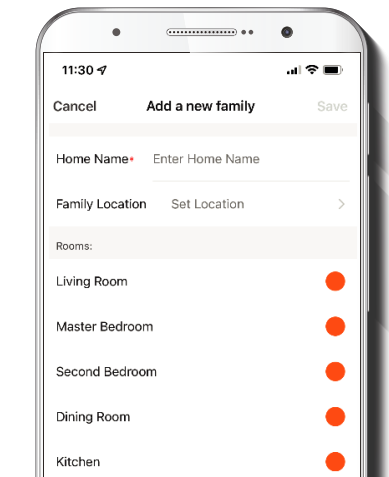 11:30
Cancel Add a new family Save
Home Name* Enter Home Name
Family Location Set Location
Rooms:
Living Room
Master Bedroom
Second Bedroom
Dining Room
Kitchen